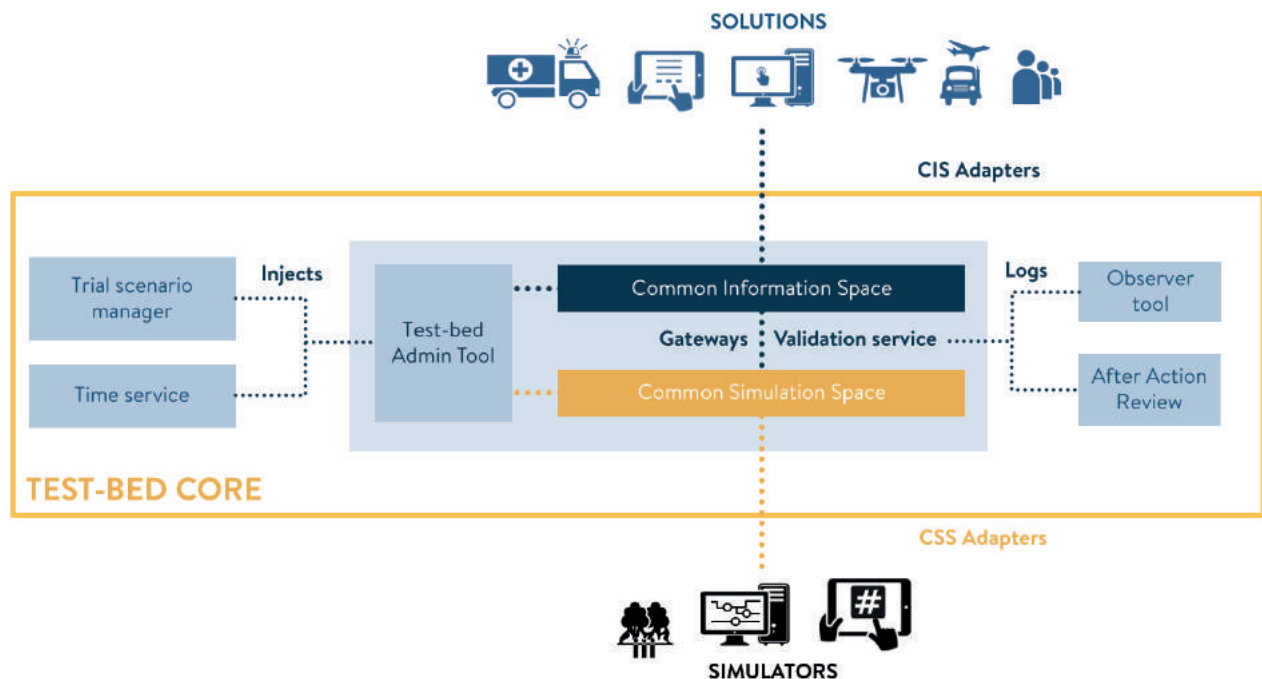 SOLUTIONS
CIS Adapters
Trial scenario
manager
Injects
Time service
Test-bed
Admin Tool
Common Information Space
Gateways
Validation service
Common Simulation Space
Logs
Observer
tool
After Action
Review
TEST-BED CORE
CSS Adapters
#
SIMULATORS